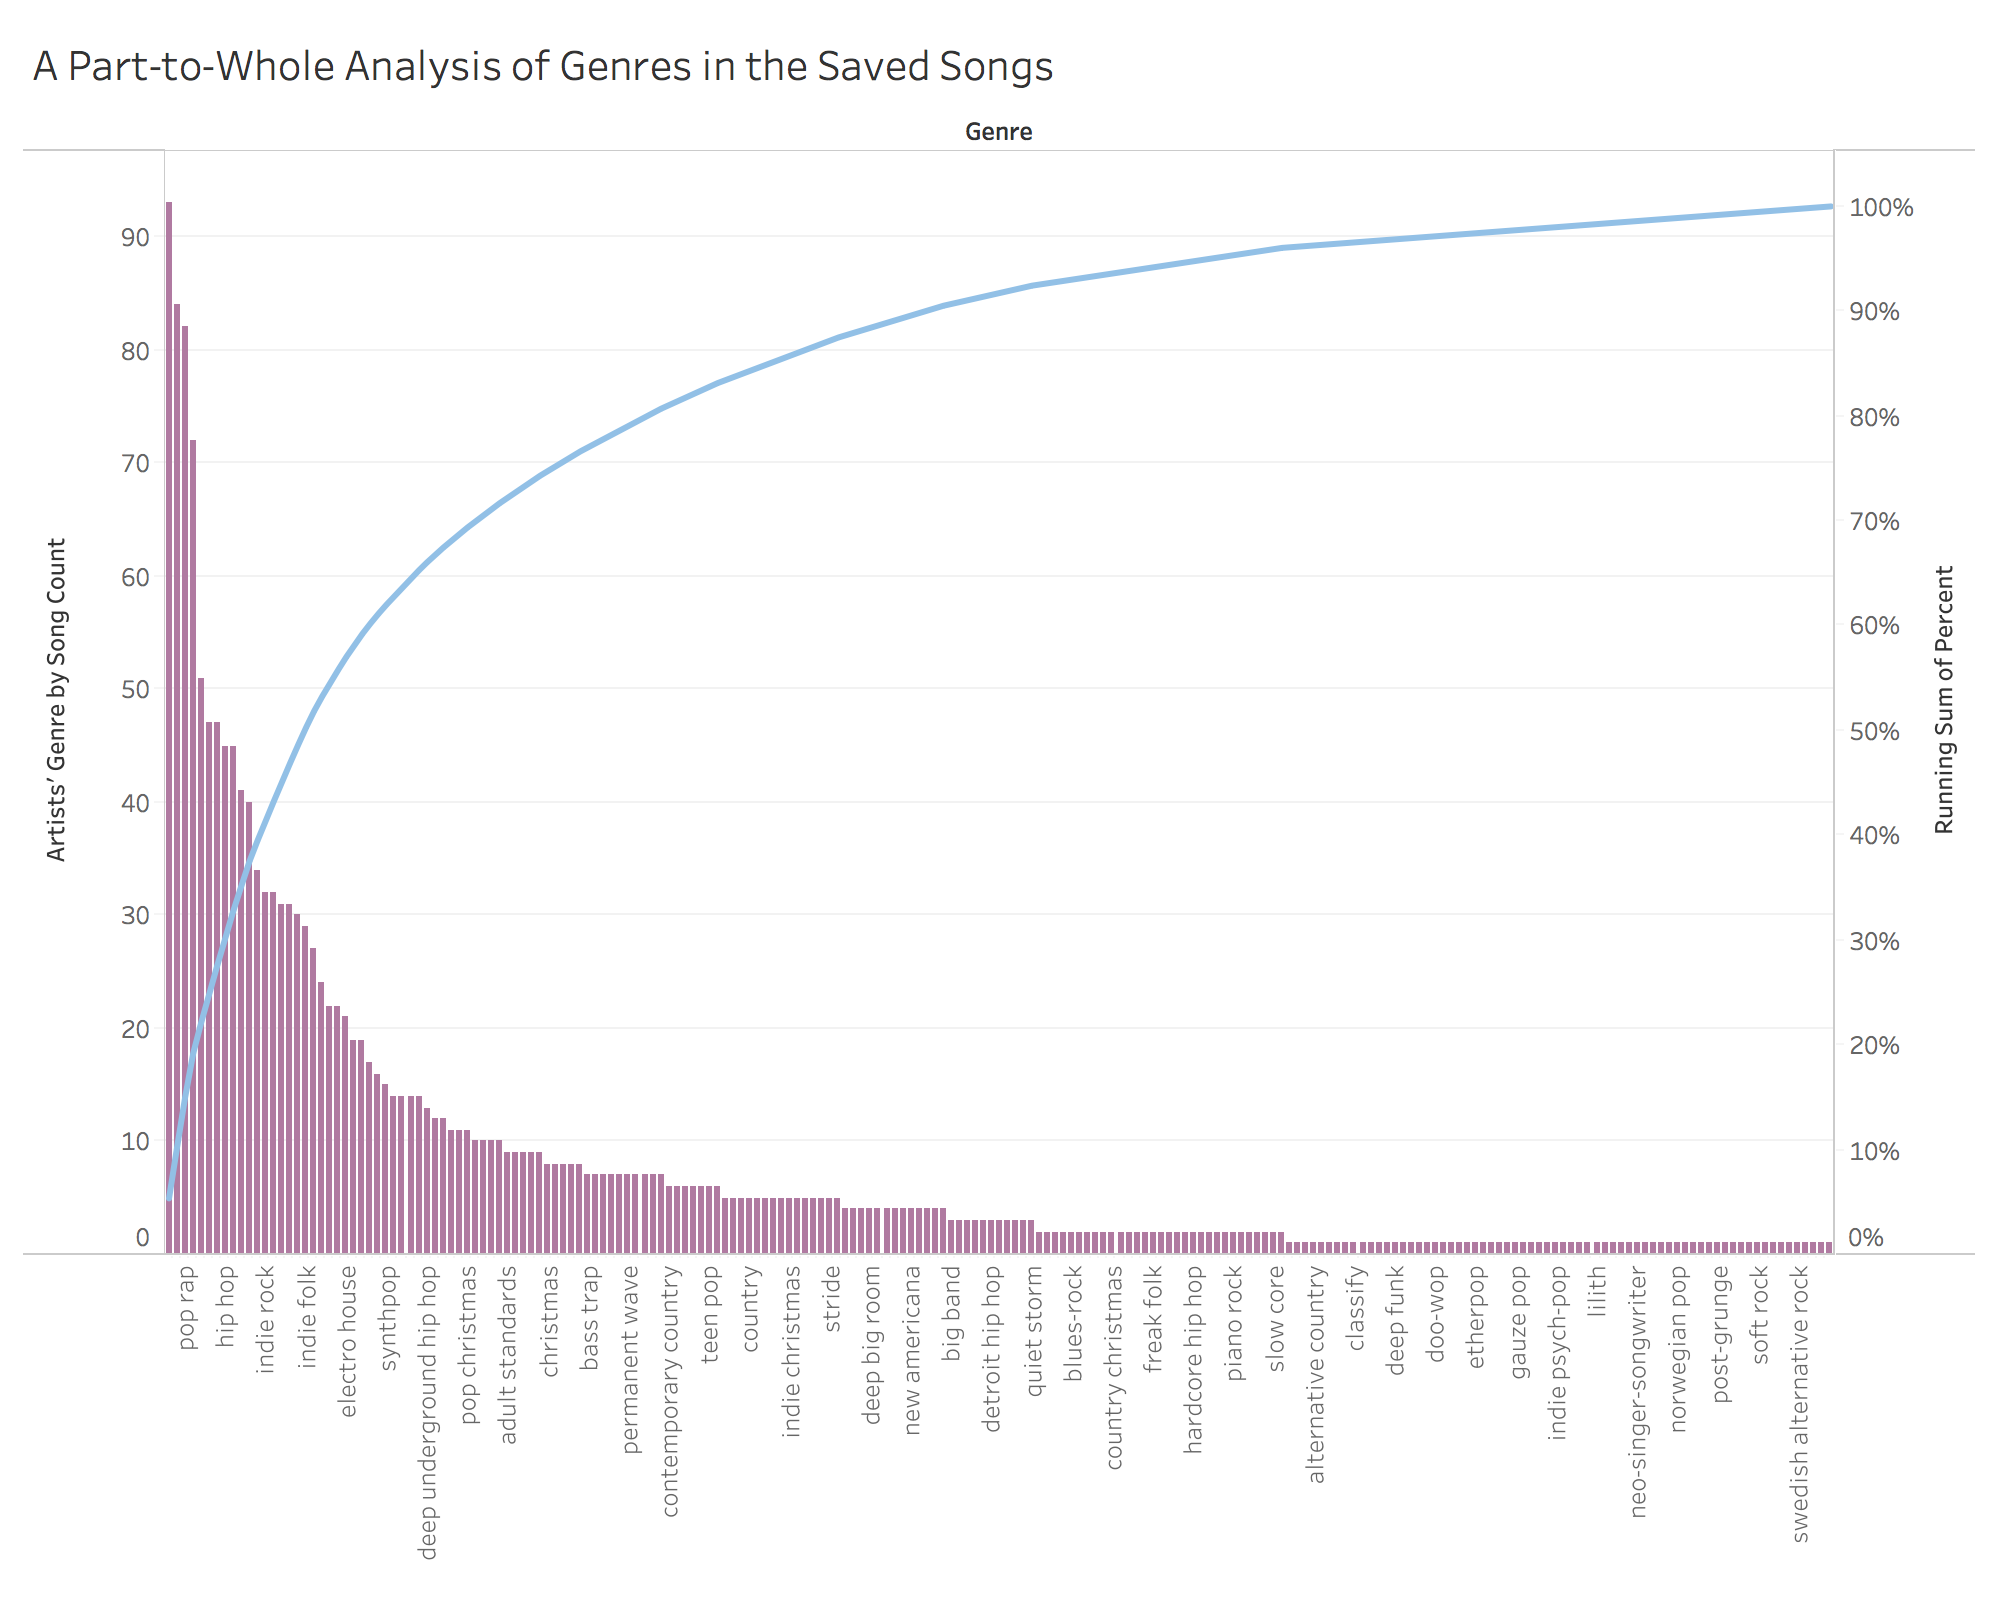 A Part-to-Whole Analysis of Genres in the Saved Songs
Genre
Artists’ Genre by Song Count
90
80
70
60
50
40
30
20
10
0
100%
90%
80%
70%
60%
50%
40%
30%
20%
10%
0%
Running Sum of Percent
pop rap
hip hop
indie rock
indie folk
electro house
synthpop
deep underground hip hop
pop christmas
adult standards
christmas
bass trap
permanent wave
contemporary country
teen pop
country
indie christmas
stride
deep big room
new americana
big band
detroit hip hop
quiet storm
blues-rock
country christmas
freak folk
hardcore hip hop
piano rock
slow core
alternative country
classify
deep funk
doo-wop
etherpop
gauze pop
indie psych-pop
lilith
neo-singer-songwriter
norwegian pop
post-grunge
soft rock
swedish alternative rock